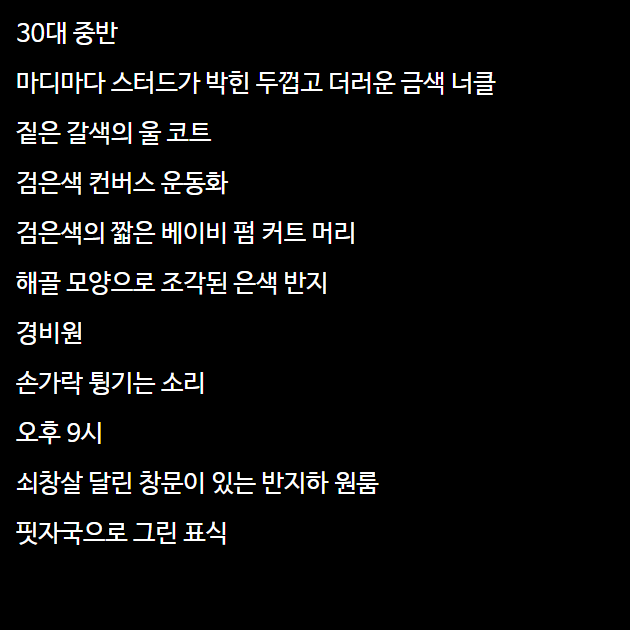 30대 중반
마디마다 스터드가 박힌 두껍고 더러운 금색 너클
짙은 갈색의 울 코트
검은색 컨버스 운동화
검은색의 짧은 베이비 펌 커트 머리
해골 모양으로 조각된 은색 반지
경비원
손가락 튕기는 소리
오후 9시
쇠창살 달린 창문이 있는 반지하 원룸
핏자국으로 그린 표식